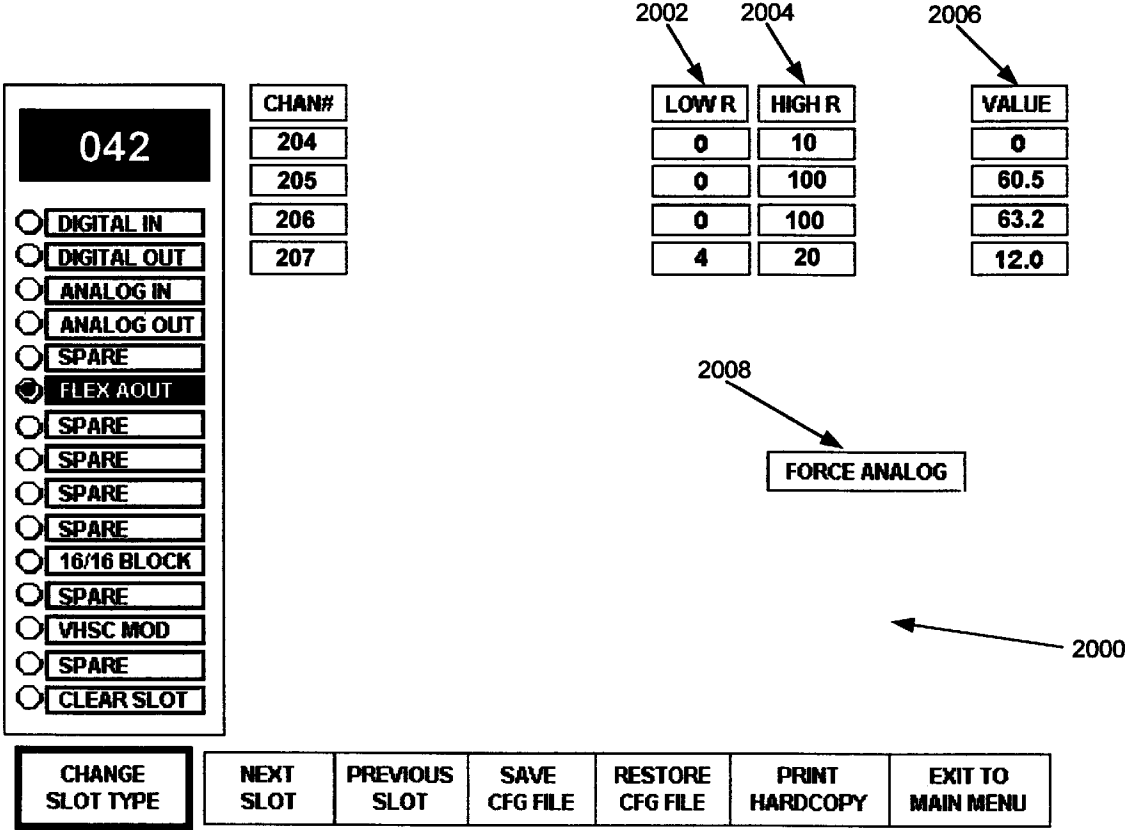 2002 2004 2006
CHAN# LOW R HIGH R VALUE
042
204 0 10 0
205 0 100 60.5
206 0 100 63.2
207 4 20 12.0
DIGITAL IN
DIGITAL OUT
ANALOG IN
ANALOG OUT
SPARE
FLEX AOUT
SPARE
SPARE
SPARE
SPARE
16/16 BLOCK
SPARE
VHSC MOD
SPARE
CLEAR SLOT
2008
FORCE ANALOG
2000
CHANGE SLOT TYPE
NEXT SLOT
PREVIOUS SLOT
SAVE CFG FILE
RESTORE CFG FILE
PRINT HARDCOPY
EXIT TO MAIN MENU